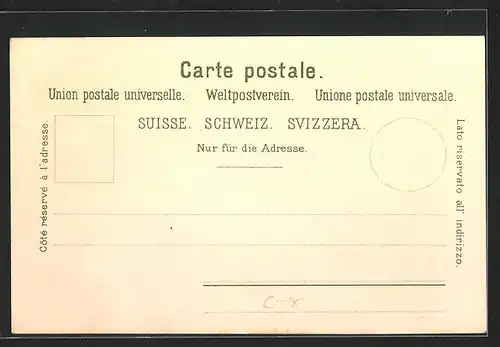 Carte postale.
Union postale universelle. Weltpostverein. Unione postale universale.
SUISSE. SCHWEIZ. SVIZZERA.
Nur für die Adresse.
Côté réservé à l'adresse.
Lato riservato all' indirizzo.